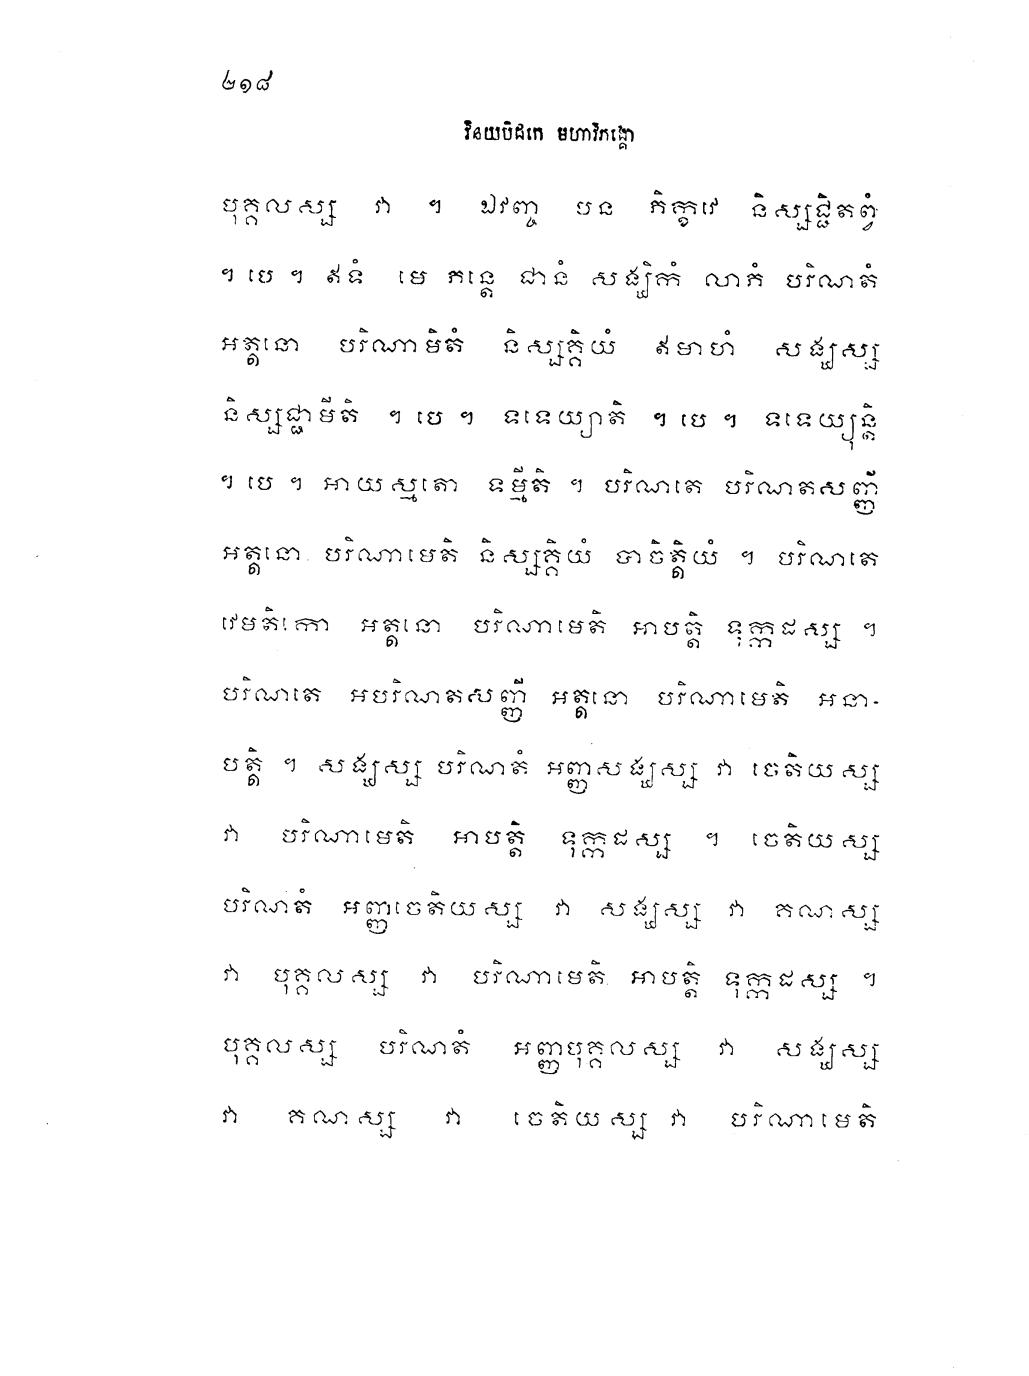 ២១៨
វិនយបិដកេ មហាវិភង្គោ
បុគ្គលស្ស វា ។ ឯវញ្ច បន ភិក្ខវេ និស្សជ្ជិតព្វំ
។ បេ ។ ឥទំ មេ ភន្តេ ជានំ សង្ឃិកំ លាភំ បរិណតំ
អត្តនោ បរិណាមិតំ និស្សគ្គិយំ ឥមាហំ សង្ឃស្ស
និស្សជ្ជាមីតិ ។ បេ ។ ទទេយ្យាតិ ។ បេ ។ ទទេយ្យុន្តិ
។ បេ ។ អាយស្មតោ ទម្មីតិ ។ បរិណតេ បរិណតសញ្ញី
អត្តនោ បរិណាមេតិ និស្សគ្គិយំ បាចិត្តិយំ ។ បរិណតេ
វេមតិកោ អត្តនោ បរិណាមេតិ អាបត្តិ ទុក្កដស្ស ។
បរិណតេ អបរិណតសញ្ញី អត្តនោ បរិណាមេតិ អនា-
បត្តិ ។ សង្ឃស្ស បរិណតំ អញ្ញសង្ឃស្ស វា ចេតិយស្ស
វា បរិណាមេតិ អាបត្តិ ទុក្កដស្ស ។ ចេតិយស្ស
បរិណតំ អញ្ញចេតិយស្ស វា សង្ឃស្ស វា គណស្ស
វា បុគ្គលស្ស វា បរិណាមេតិ អាបត្តិ ទុក្កដស្ស ។
បុគ្គលស្ស បរិណតំ អញ្ញបុគ្គលស្ស វា សង្ឃស្ស
វា គណស្ស វា ចេតិយស្ស វា បរិណាមេតិ